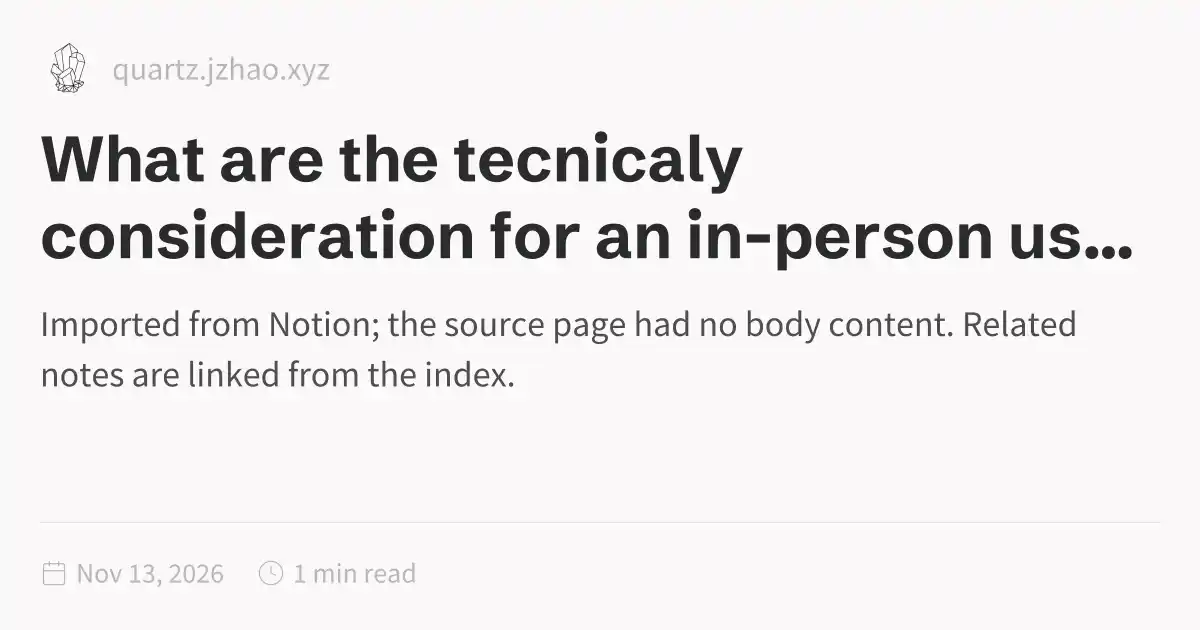 quartz.jzhao.xyz
What are the tecnicaly
consideration for an in-person us...
Imported from Notion; the source page had no body content. Related
notes are linked from the index.
Nov 13, 2026 1 min read